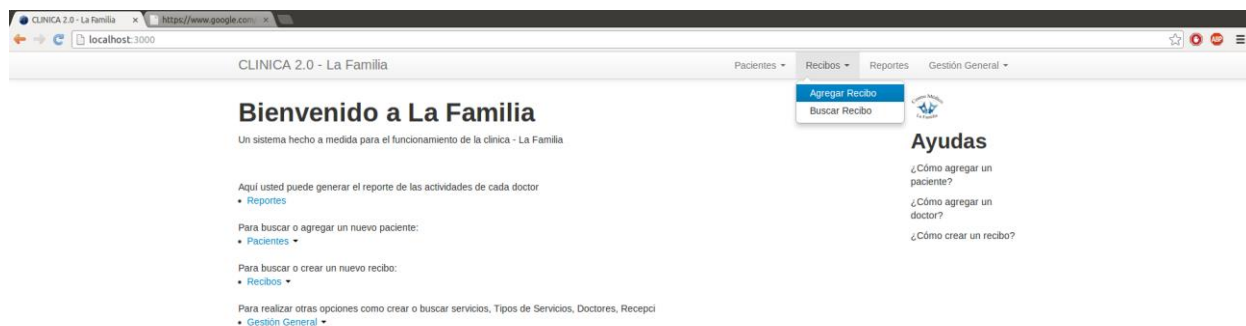 CLINICA 2.0 - La Familia
https://www.google.com
localhost:3000
CLINICA 2.0 - La Familia
Pacientes
Recibos
Reportes
Gestión General
Agregar Recibo
Buscar Recibo
Bienvenido a La Familia
Un sistema hecho a medida para el funcionamiento de la clinica - La Familia
Aquí usted puede generar el reporte de las actividades de cada doctor
• Reportes
Para buscar o agregar un nuevo paciente:
• Pacientes
Para buscar o crear un nuevo recibo:
• Recibos
Para realizar otras opciones como crear o buscar servicios, Tipos de Servicios, Doctores, Recepci
• Gestión General
La Familia
Ayudas
¿Cómo agregar un
paciente?
¿Cómo agregar un
doctor?
¿Cómo crear un recibo?